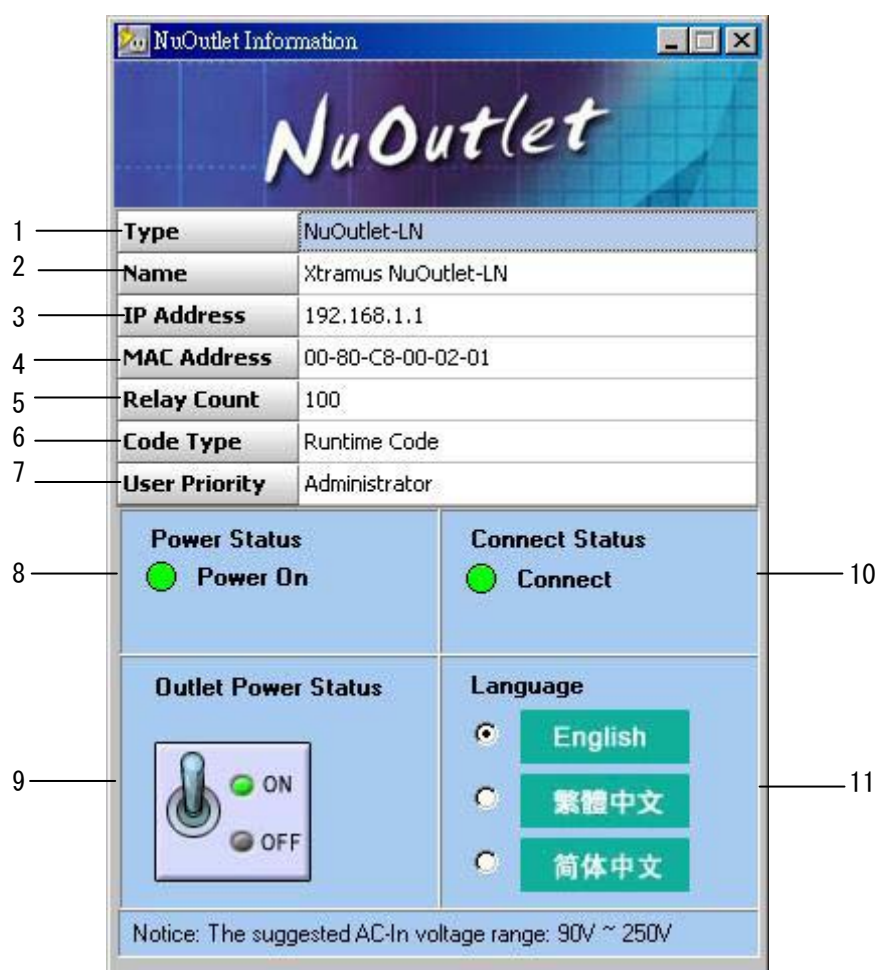 NuOutlet Information
NuOutlet
1 Type NuOutlet-LN
2 Name Xtramus NuOutlet-LN
3 IP Address 192.168.1.1
4 MAC Address 00-80-C8-00-02-01
5 Relay Count 100
6 Code Type Runtime Code
7 User Priority Administrator
Power Status
8 Power On
Connect Status
Connect 10
Outlet Power Status
9 ON
OFF
Language
English
繁體中文 11
简体中文
Notice: The suggested AC-In voltage range: 90V ~ 250V